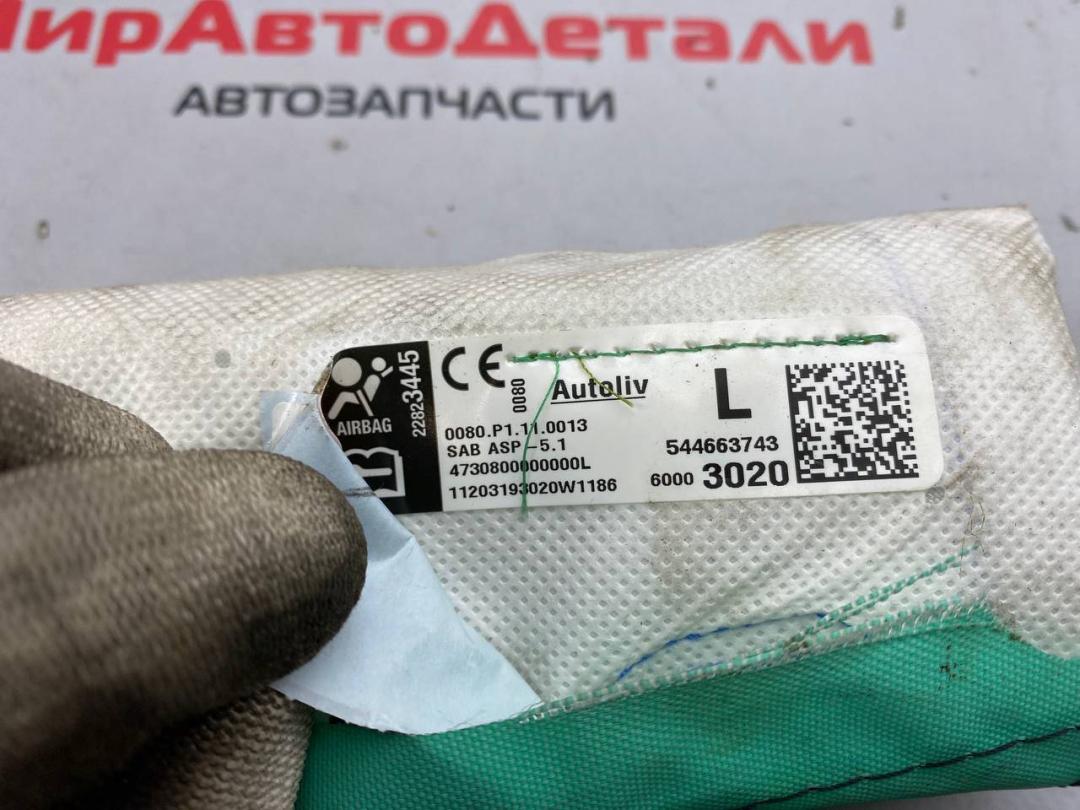 МирАвтоДетали
АВТОЗАПЧАСТИ
AIRBAG
22823445
CE
0080
Autoliv
L
0080.P1.11.0013
SAB ASP -5.1
4730800000000L
11203193020W1186
544663743
6000 3020